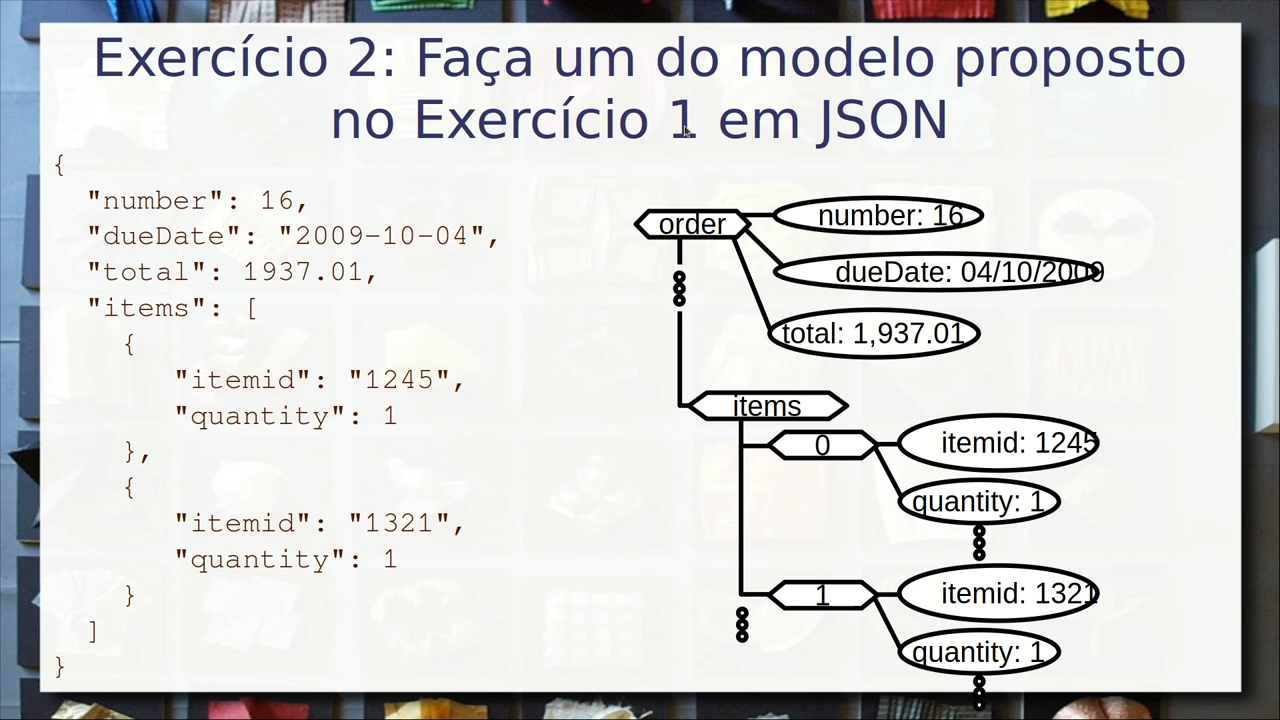 Exercício 2: Faça um do modelo proposto
no Exercício 1 em JSON
{
"number": 16,
"dueDate": "2009-10-04",
"total": 1937.01,
"items": [
{
"itemid": "1245",
"quantity": 1
},
{
"itemid": "1321",
"quantity": 1
}
]
}
order
number: 16
dueDate: 04/10/2009
total: 1,937.01
items
0
itemid: 1245
quantity: 1
1
itemid: 1321
quantity: 1